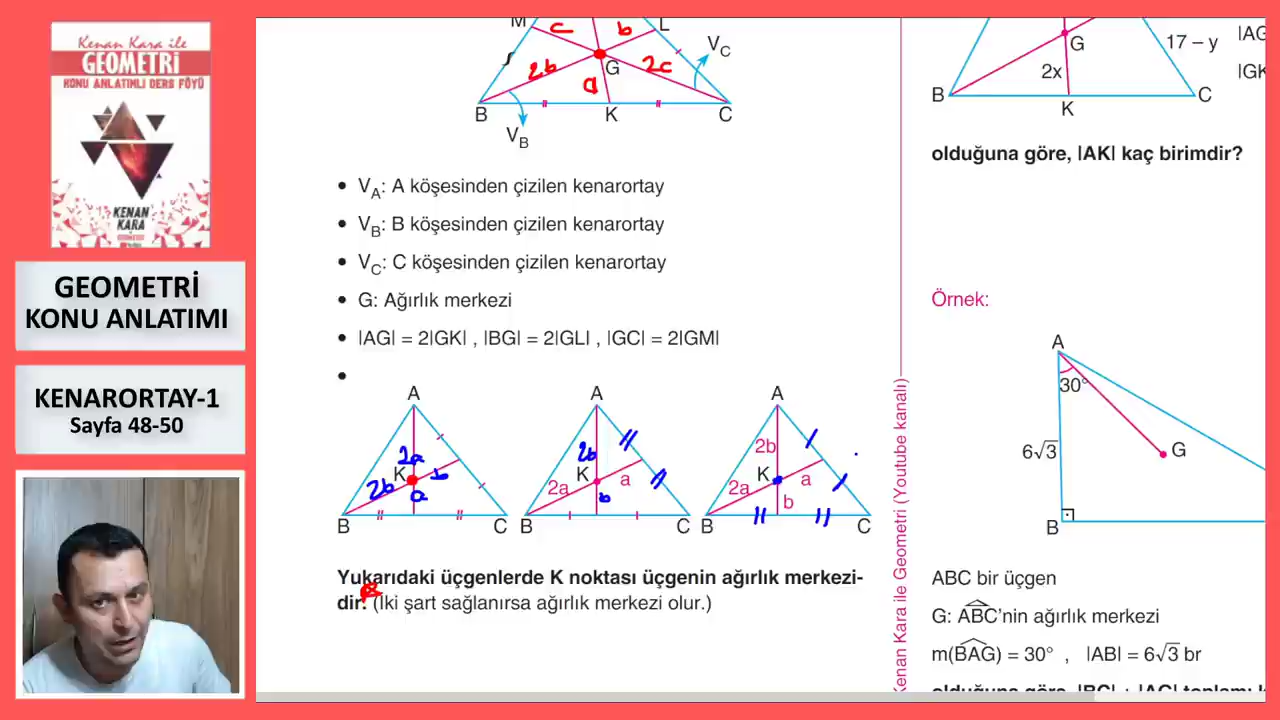 Kenan Kara ile
GEOMETRİ
KONU ANLATIMLI DERS FÖYÜ
KENAN
KARA
GEOMETRİ
KONU ANLATIMI
KENARORTAY-1
Sayfa 48-50
M
c
b
L
V_C
2b
G
2c
a
B
K
C
V_B
• V_A: A köşesinden çizilen kenarortay
• V_B: B köşesinden çizilen kenarortay
• V_C: C köşesinden çizilen kenarortay
• G: Ağırlık merkezi
• |AG| = 2|GK| , |BG| = 2|GL| , |GC| = 2|GM|
•
A
2a
K
b
2b
a
B
C
A
2b
K
2a
a
b
B
C
A
2b
K
2a
a
b
B
C
Yukarıdaki üçgenlerde K noktası üçgenin ağırlık merkezi-
dir. (İki şart sağlanırsa ağırlık merkezi olur.)
Kenan Kara ile Geometri (Youtube kanalı)
G
17 – y
|AG
2x
|GK
B
K
C
olduğuna göre, |AK| kaç birimdir?
Örnek:
A
30°
6√3
G
B
ABC bir üçgen
G: ABC'nin ağırlık merkezi
m(BAG) = 30° , |AB| = 6√3 br
olduğuna göre, |BG| + |AG| toplamı